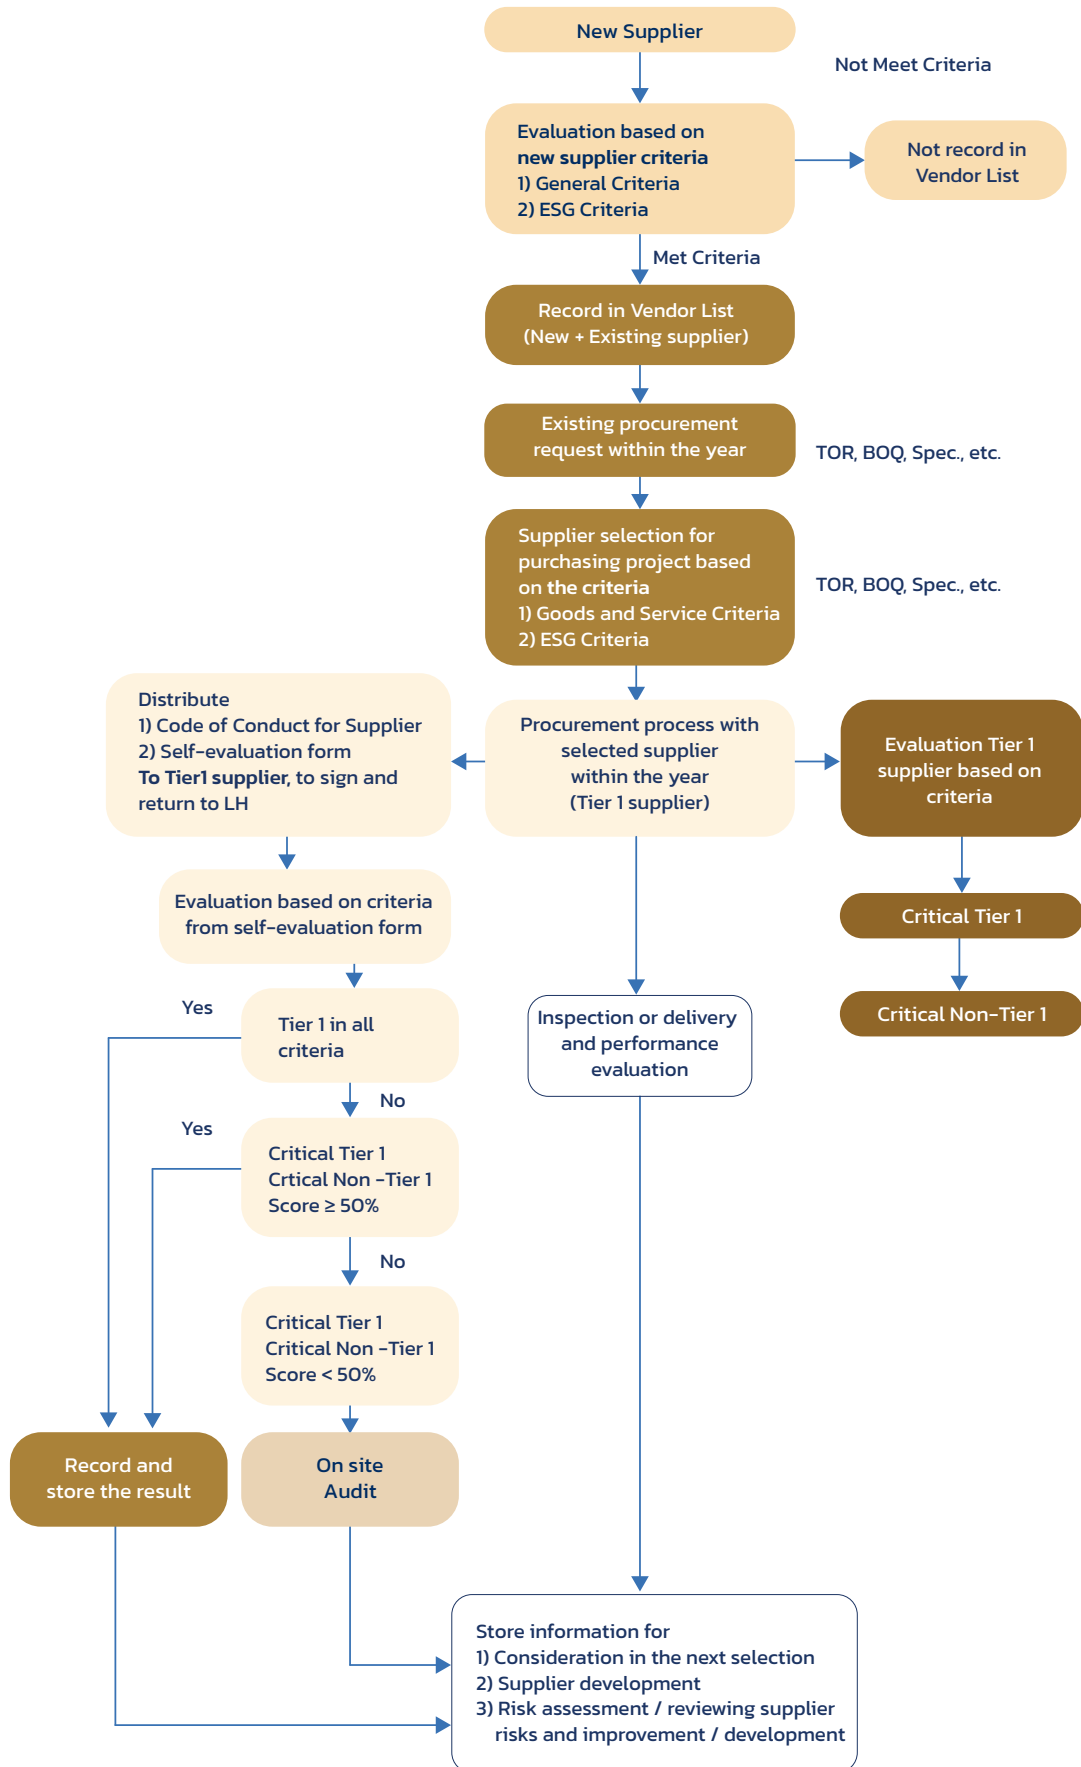 New Supplier
Not Meet Criteria
Evaluation based on
new supplier criteria
1) General Criteria
2) ESG Criteria
Not record in
Vendor List
Met Criteria
Record in Vendor List
(New + Existing supplier)
Existing procurement
request within the year
TOR, BOQ, Spec., etc.
Supplier selection for
purchasing project based
on the criteria
1) Goods and Service Criteria
2) ESG Criteria
TOR, BOQ, Spec., etc.
Distribute
1) Code of Conduct for Supplier
2) Self-evaluation form
To Tier1 supplier, to sign and
return to LH
Procurement process with
selected supplier
within the year
(Tier 1 supplier)
Evaluation Tier 1
supplier based on
criteria
Evaluation based on criteria
from self-evaluation form
Critical Tier 1
Critical Non-Tier 1
Yes
Tier 1 in all
criteria
Inspection or delivery
and performance
evaluation
No
Yes
Critical Tier 1
Crtical Non -Tier 1
Score ≥ 50%
No
Critical Tier 1
Critical Non -Tier 1
Score < 50%
Record and
store the result
On site
Audit
Store information for
1) Consideration in the next selection
2) Supplier development
3) Risk assessment / reviewing supplier
risks and improvement / development